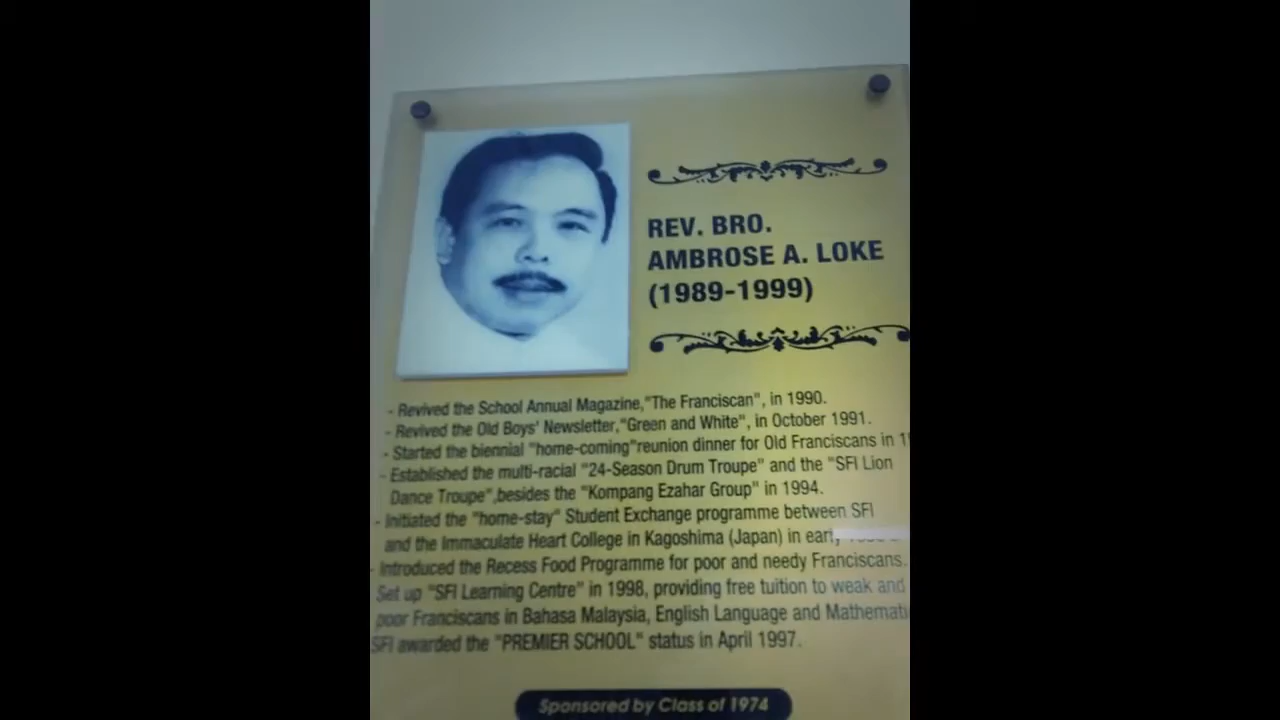 REV. BRO.
AMBROSE A. LOKE
(1989-1999)
- Revived the School Annual Magazine,"The Franciscan", in 1990.
- Revived the Old Boys' Newsletter,"Green and White", in October 1991.
- Started the biennial "home-coming"reunion dinner for Old Franciscans in
- Established the multi-racial "24-Season Drum Troupe" and the "SFI Lion
Dance Troupe",besides the "Kompang Ezahar Group" in 1994.
- Initiated the "home-stay" Student Exchange programme between SFI
and the Immaculate Heart College in Kagoshima (Japan) in early
- Introduced the Recess Food Programme for poor and needy Franciscans.
Set up "SFI Learning Centre" in 1998, providing free tuition to weak and
poor Franciscans in Bahasa Malaysia, English Language and
SFI awarded the "PREMIER SCHOOL" status in April 1997.
Sponsored by Class of 1974